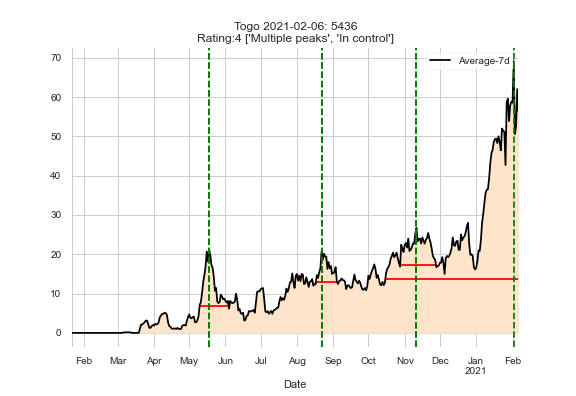 Togo 2021-02-06: 5436
Rating:4 ['Multiple peaks', 'In control']
Average-7d
70
60
50
40
30
20
10
0
Feb Mar Apr May Jun Jul Aug Sep Oct Nov Dec Jan Feb
2021
Date